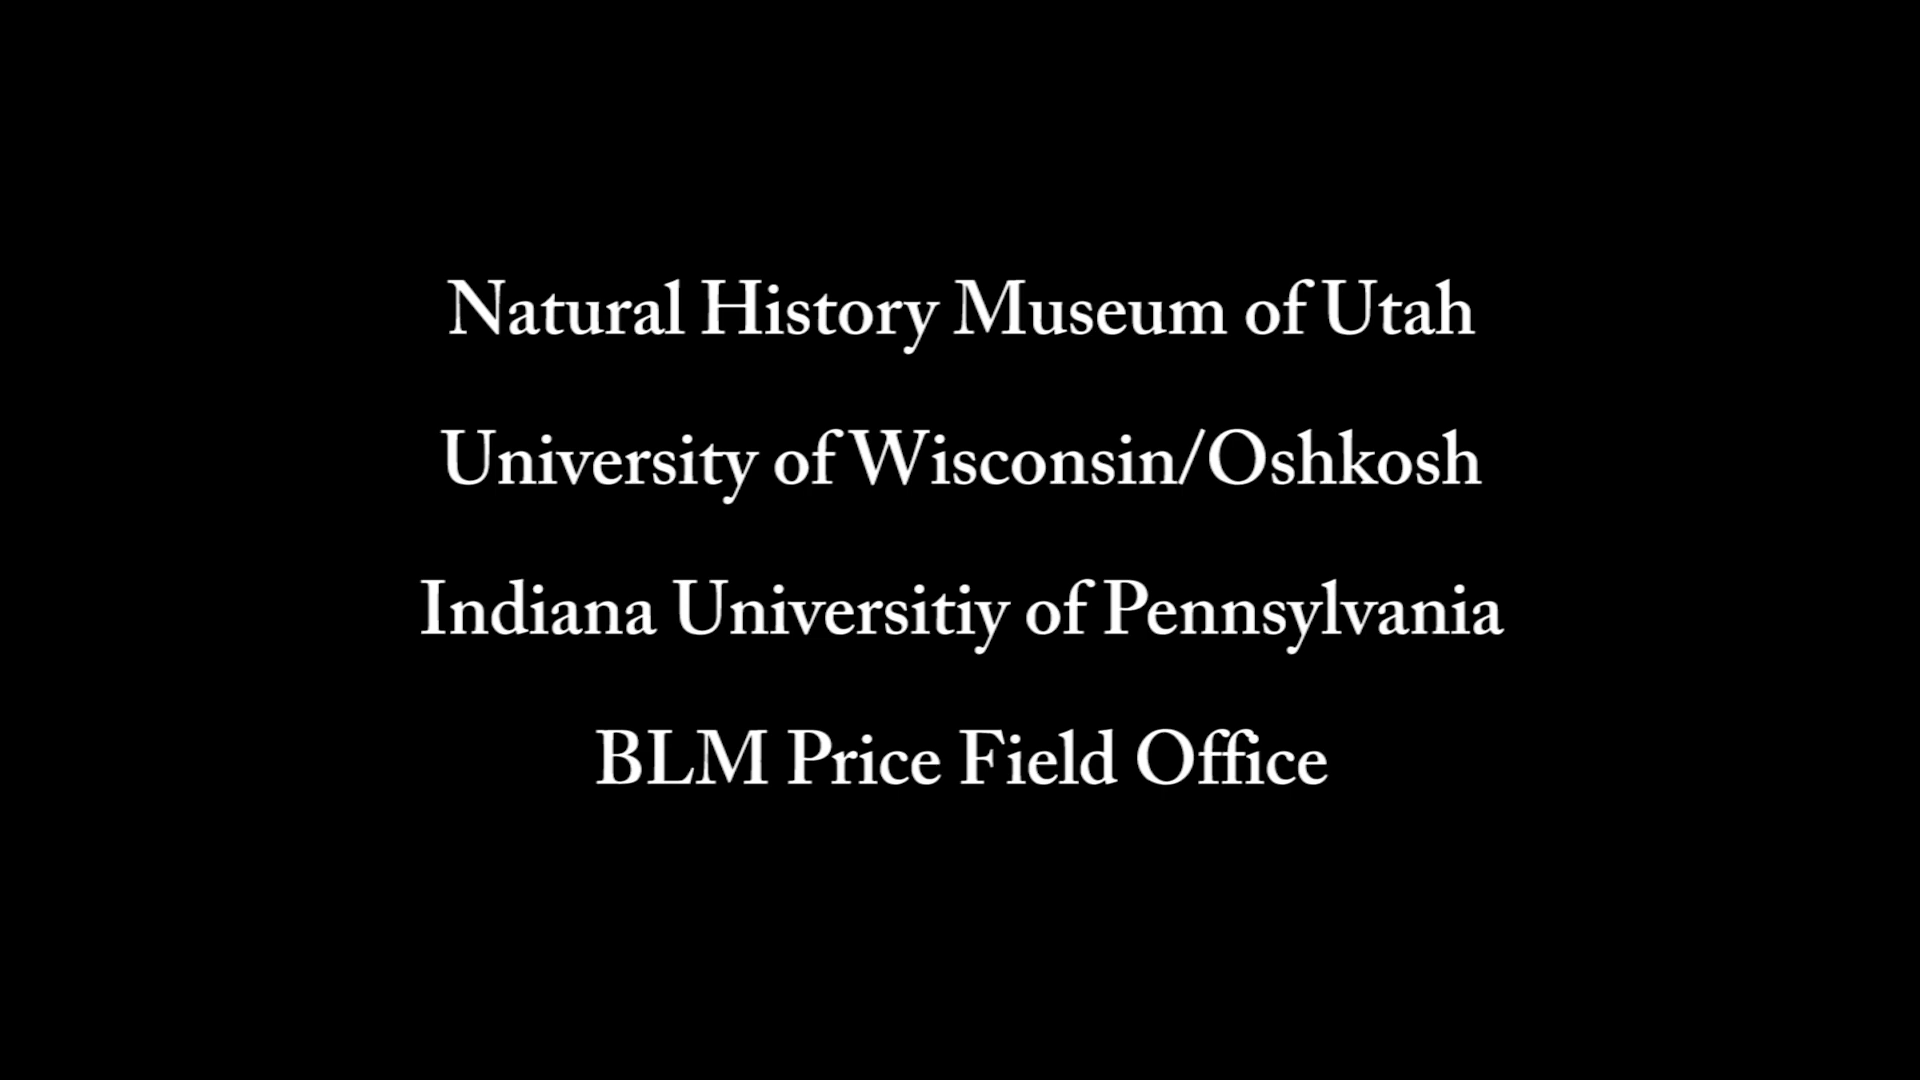 Natural History Museum of Utah
University of Wisconsin/Oshkosh
Indiana Universitiy of Pennsylvania
BLM Price Field Office